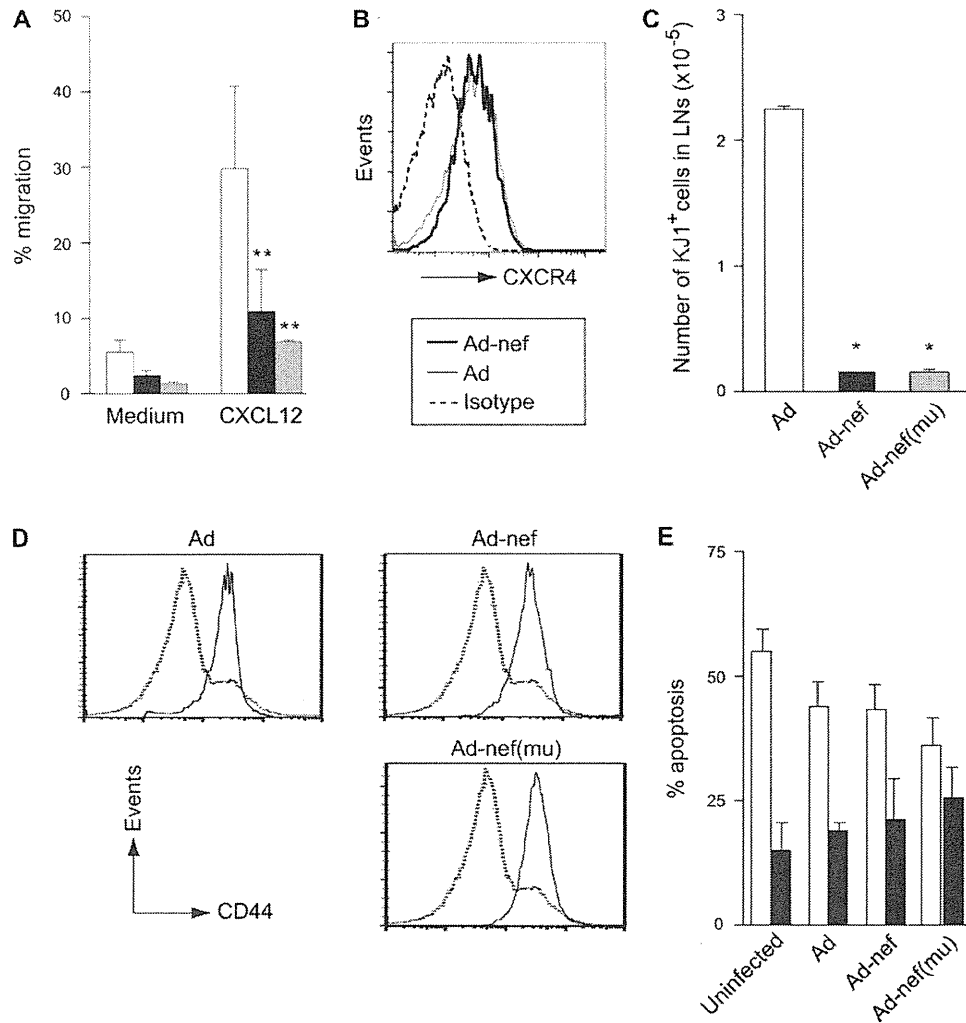 A
50
40
30
20
10
0
% migration
**
**
Medium
CXCL12
B
Events
CXCR4
Ad-nef
Ad
Isotype
C
3
2
1
0
Number of KJ1⁺ cells in LNs (x10⁻⁵)
*
*
Ad
Ad-nef
Ad-nef(mu)
D
Ad
Ad-nef
Ad-nef(mu)
Events
CD44
E
75
50
25
0
% apoptosis
Uninfected
Ad
Ad-nef
Ad-nef(mu)